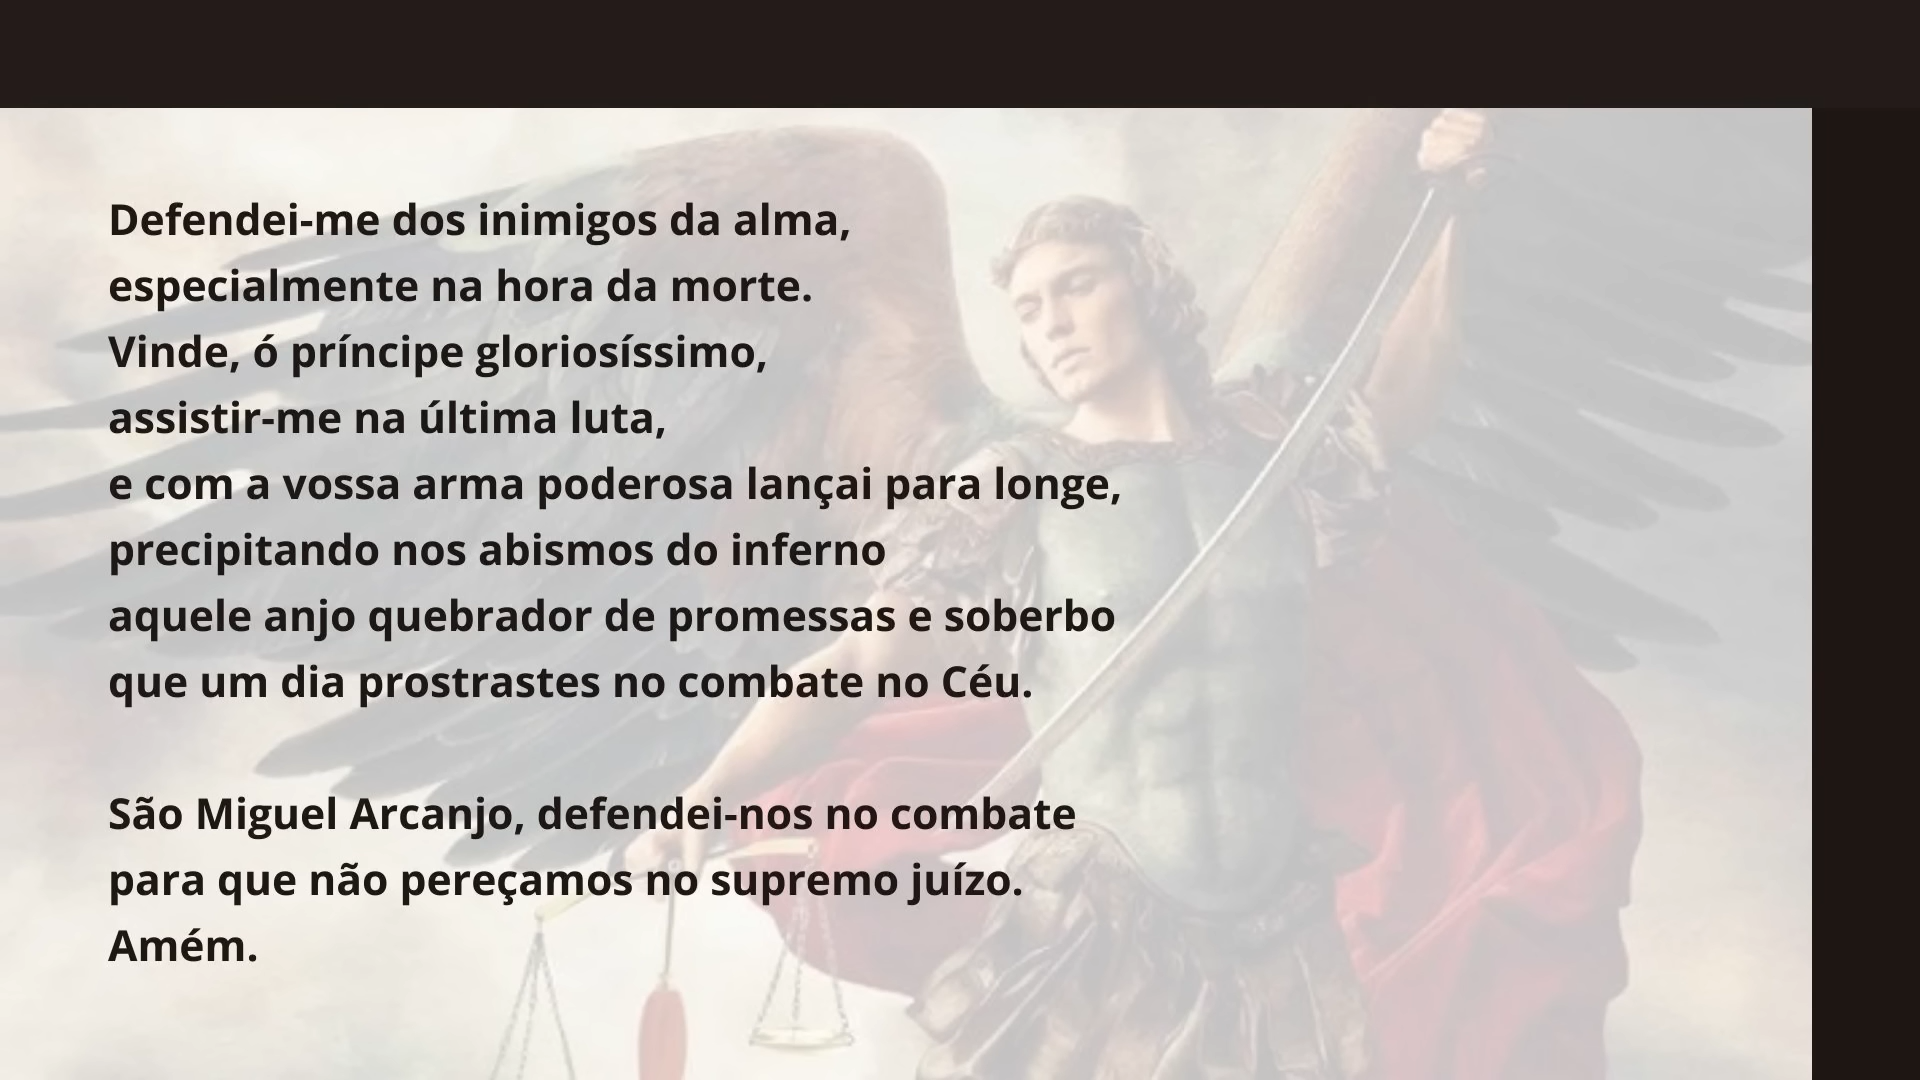 Defendei-me dos inimigos da alma,
especialmente na hora da morte.
Vinde, ó príncipe gloriosíssimo,
assistir-me na última luta,
e com a vossa arma poderosa lançai para longe,
precipitando nos abismos do inferno
aquele anjo quebrador de promessas e soberbo
que um dia prostrastes no combate no Céu.
São Miguel Arcanjo, defendei-nos no combate
para que não pereçamos no supremo juízo.
Amém.